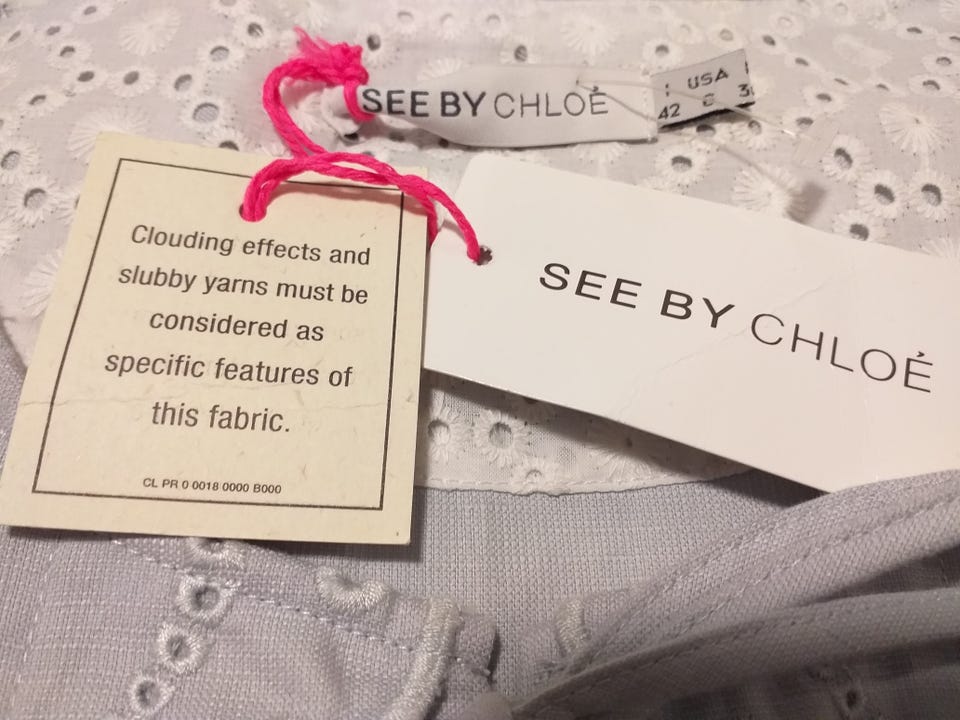 SEE BY CHLOÉ
USA
42
SEE BY CHLOÉ
Clouding effects and
slubby yarns must be
considered as
specific features of
this fabric.
CL PR 0 0018 0000 B000